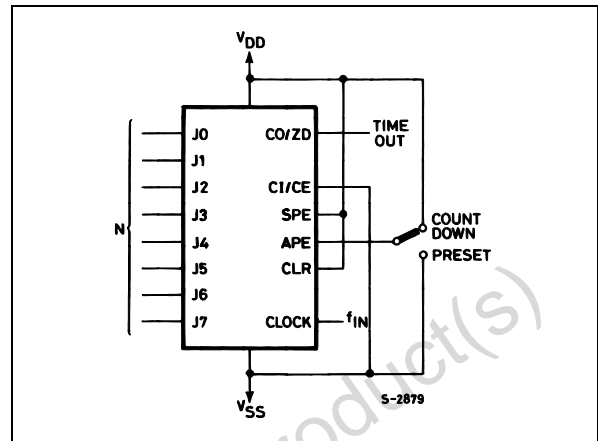 VDD
J0 CO/ZD TIME OUT
J1
J2 CI/CE
J3 SPE
N J4 APE COUNT DOWN
J5 CLR PRESET
J6
J7 CLOCK fIN
VSS
S-2879
roduct(s)